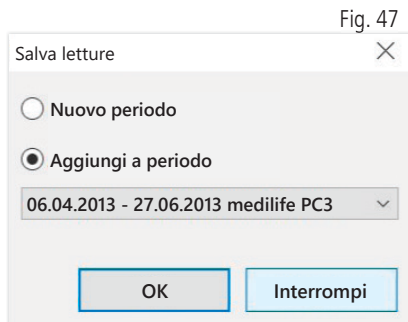 Fig. 47
Salva letture
Nuovo periodo
Aggiungi a periodo
06.04.2013 - 27.06.2013 medilife PC3
OK
Interrompi